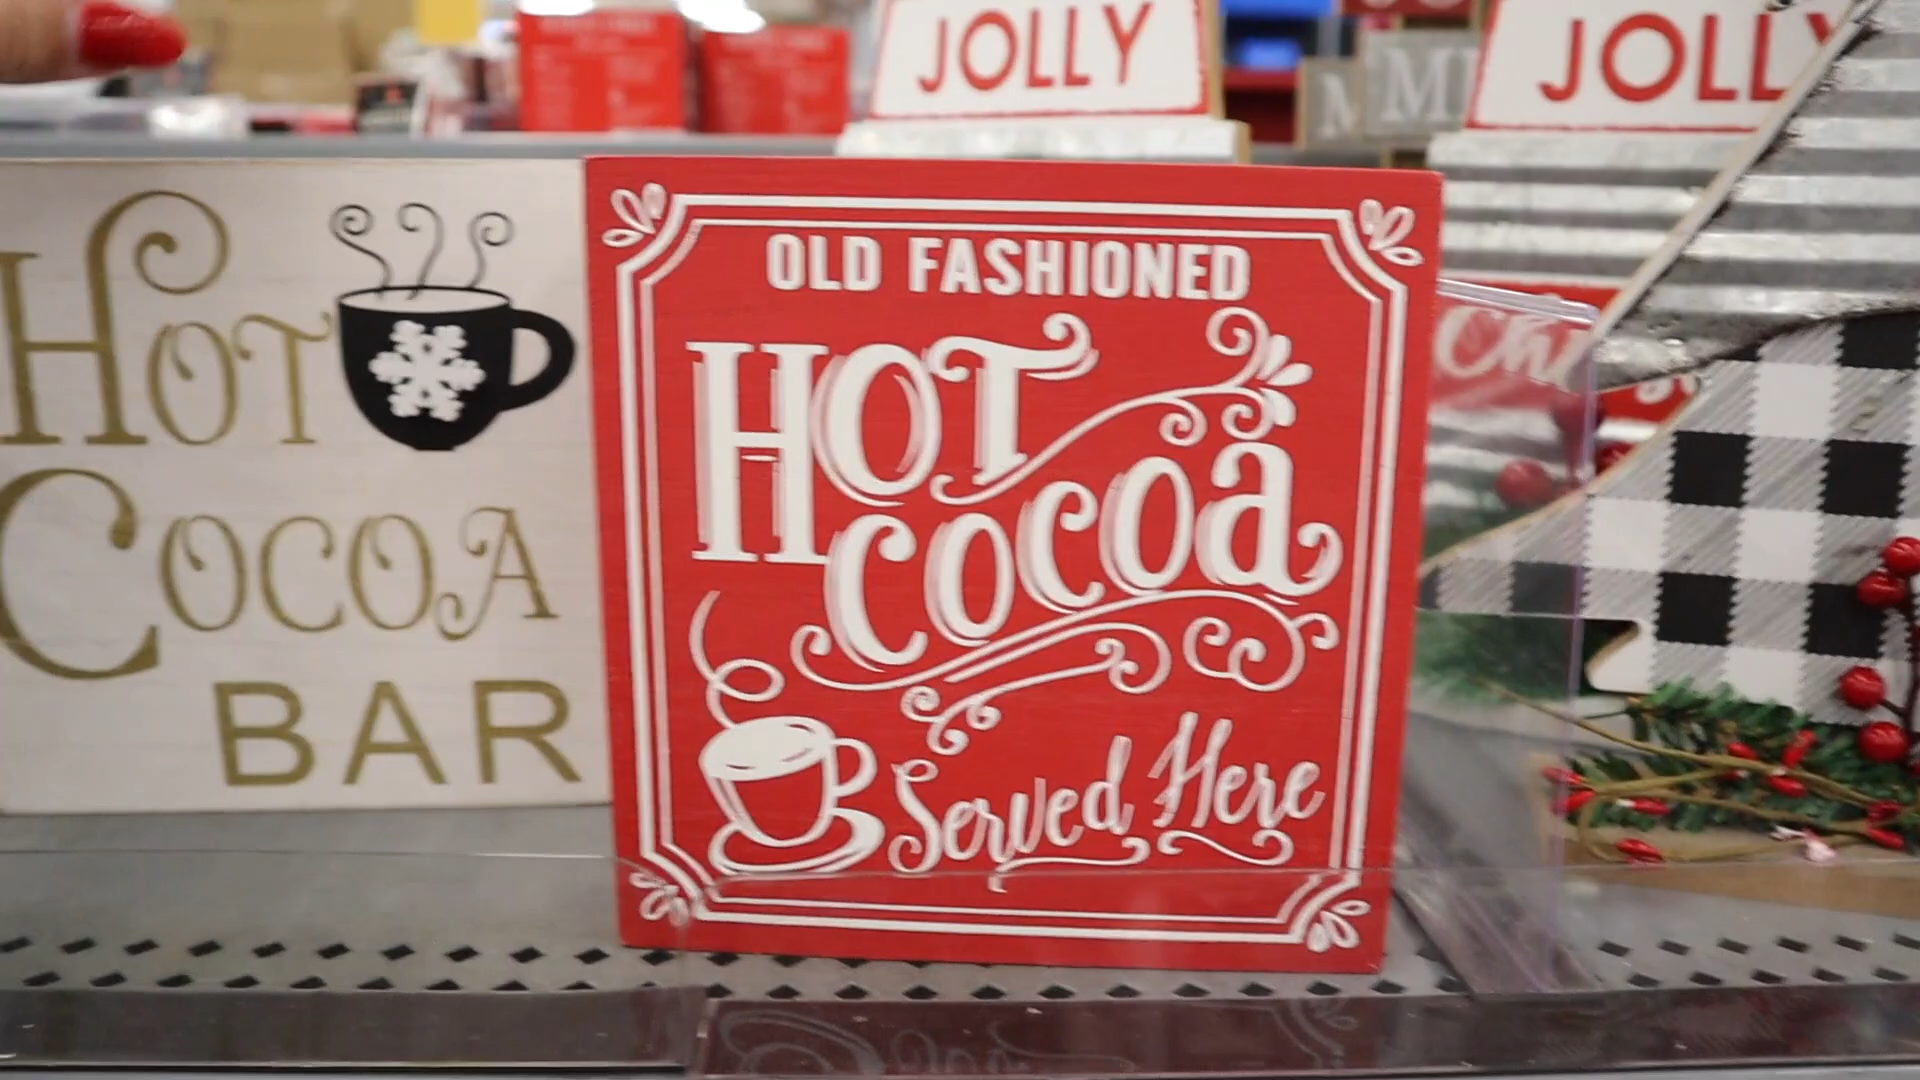 JOLLY
JOLLY
HOT
COCOA
BAR
OLD FASHIONED
HOT
COCOA
Served Here